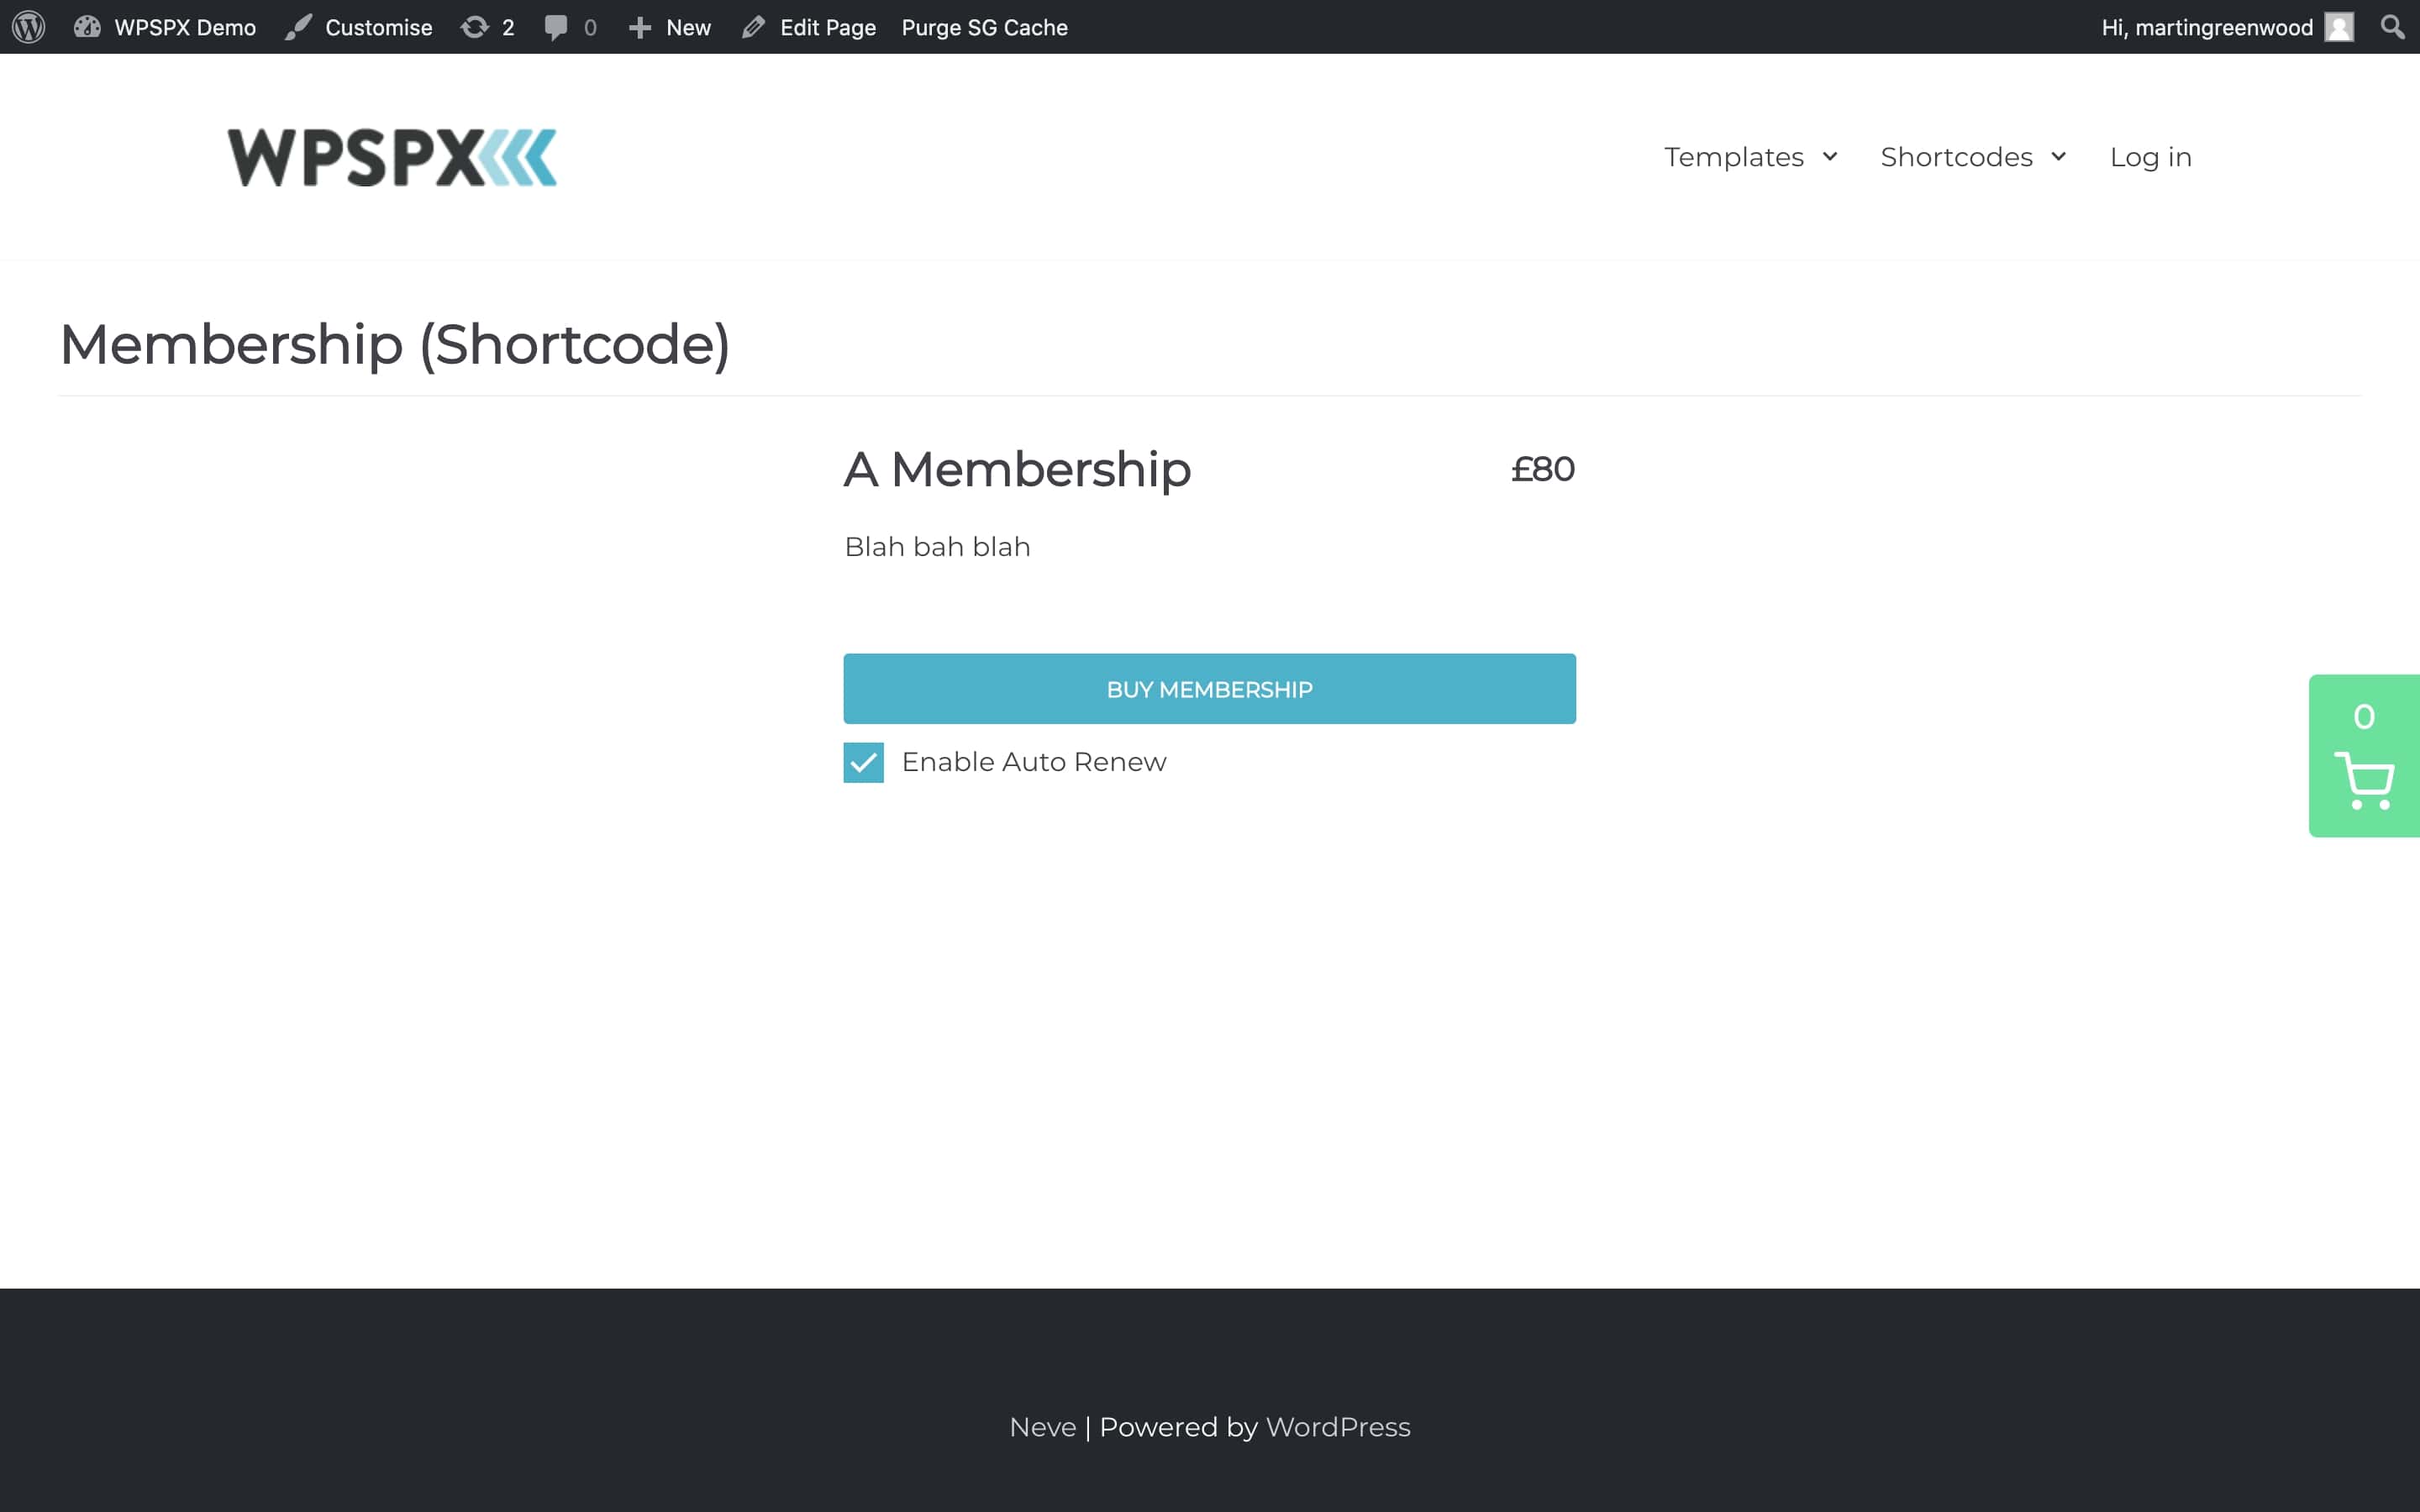 WPSPX Demo Customise 2 0 New Edit Page Purge SG Cache Hi, martingreenwood
WPSPX
Templates Shortcodes Log in
Membership (Shortcode)
A Membership £80
Blah bah blah
BUY MEMBERSHIP
Enable Auto Renew
0
Neve | Powered by WordPress